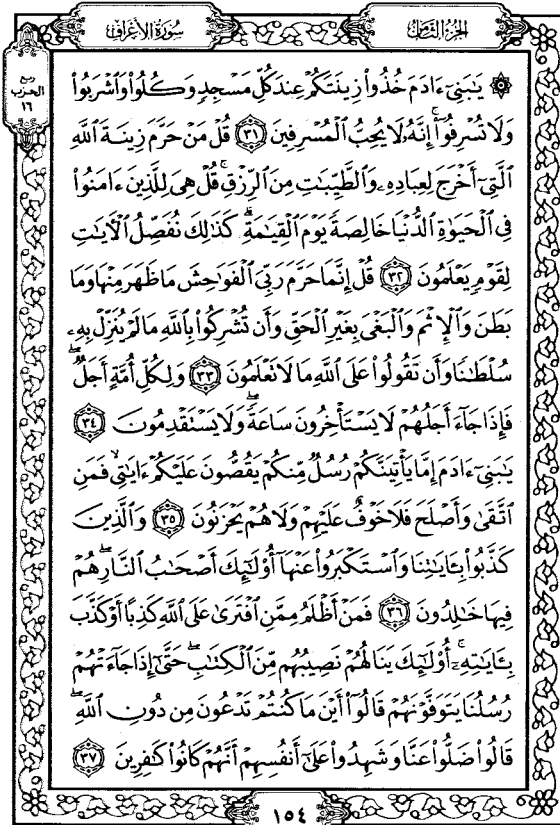 سُورَةُ الأَعْرَافِ
الجُزْءُ الثَّامِنُ
ربع
الحزب
١٦
۞ يَٰبَنِىٓ ءَادَمَ خُذُواْ زِينَتَكُمْ عِندَ كُلِّ مَسْجِدٍ وَكُلُواْ وَٱشْرَبُواْ
وَلَا تُسْرِفُوٓاْ إِنَّهُۥ لَا يُحِبُّ ٱلْمُسْرِفِينَ ٣١ قُلْ مَنْ حَرَّمَ زِينَةَ ٱللَّهِ
ٱلَّتِىٓ أَخْرَجَ لِعِبَادِهِۦ وَٱلطَّيِّبَٰتِ مِنَ ٱلرِّزْقِ ۚ قُلْ هِىَ لِلَّذِينَ ءَامَنُواْ
فِى ٱلْحَيَوٰةِ ٱلدُّنْيَا خَالِصَةً يَوْمَ ٱلْقِيَٰمَةِ ۗ كَذَٰلِكَ نُفَصِّلُ ٱلْءَايَٰتِ
لِقَوْمٍ يَعْلَمُونَ ٣٢ قُلْ إِنَّمَا حَرَّمَ رَبِّىَ ٱلْفَوَٰحِشَ مَا ظَهَرَ مِنْهَا وَمَا
بَطَنَ وَٱلْإِثْمَ وَٱلْبَغْىَ بِغَيْرِ ٱلْحَقِّ وَأَن تُشْرِكُواْ بِٱللَّهِ مَا لَمْ يُنَزِّلْ بِهِۦ
سُلْطَٰنًا وَأَن تَقُولُواْ عَلَى ٱللَّهِ مَا لَا تَعْلَمُونَ ٣٣ وَلِكُلِّ أُمَّةٍ أَجَلٌ ۖ
فَإِذَا جَآءَ أَجَلُهُمْ لَا يَسْتَأْخِرُونَ سَاعَةً ۖ وَلَا يَسْتَقْدِمُونَ ٣٤
يَٰبَنِىٓ ءَادَمَ إِمَّا يَأْتِيَنَّكُمْ رُسُلٌ مِّنكُمْ يَقُصُّونَ عَلَيْكُمْ ءَايَٰتِى ۙ فَمَنِ
ٱتَّقَىٰ وَأَصْلَحَ فَلَا خَوْفٌ عَلَيْهِمْ وَلَا هُمْ يَحْزَنُونَ ٣٥ وَٱلَّذِينَ
كَذَّبُواْ بِـَٔايَٰتِنَا وَٱسْتَكْبَرُواْ عَنْهَآ أُوْلَٰٓئِكَ أَصْحَٰبُ ٱلنَّارِ ۖ هُمْ
فِيهَا خَٰلِدُونَ ٣٦ فَمَنْ أَظْلَمُ مِمَّنِ ٱفْتَرَىٰ عَلَى ٱللَّهِ كَذِبًا أَوْ كَذَّبَ
بِـَٔايَٰتِهِۦٓ ۚ أُوْلَٰٓئِكَ يَنَالُهُمْ نَصِيبُهُم مِّنَ ٱلْكِتَٰبِ ۖ حَتَّىٰٓ إِذَا جَآءَتْهُمْ
رُسُلُنَا يَتَوَفَّوْنَهُمْ قَالُوٓاْ أَيْنَ مَا كُنتُمْ تَدْعُونَ مِن دُونِ ٱللَّهِ ۖ
قَالُواْ ضَلُّواْ عَنَّا وَشَهِدُواْ عَلَىٰٓ أَنفُسِهِمْ أَنَّهُمْ كَانُواْ كَٰفِرِينَ ٣٧
١٥٤